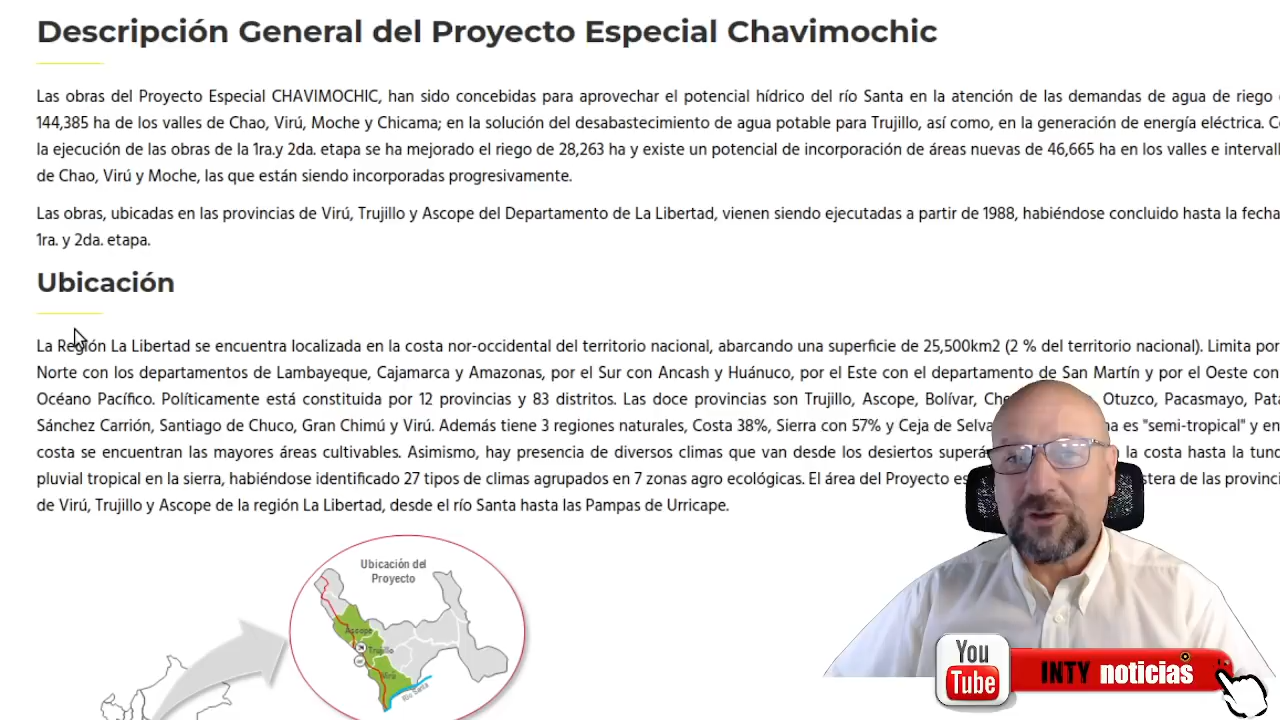 Descripción General del Proyecto Especial Chavimochic
Las obras del Proyecto Especial CHAVIMOCHIC, han sido concebidas para aprovechar el potencial hídrico del río Santa en la atención de las demandas de agua de riego
144,385 ha de los valles de Chao, Virú, Moche y Chicama; en la solución del desabastecimiento de agua potable para Trujillo, así como, en la generación de energía eléctrica.
la ejecución de las obras de la 1ra.y 2da. etapa se ha mejorado el riego de 28,263 ha y existe un potencial de incorporación de áreas nuevas de 46,665 ha en los valles e
de Chao, Virú y Moche, las que están siendo incorporadas progresivamente.
Las obras, ubicadas en las provincias de Virú, Trujillo y Ascope del Departamento de La Libertad, vienen siendo ejecutadas a partir de 1988, habiéndose concluido hasta la fecha
1ra. y 2da. etapa.
Ubicación
La Región La Libertad se encuentra localizada en la costa nor-occidental del territorio nacional, abarcando una superficie de 25,500km2 (2 % del territorio nacional). Limita por
Norte con los departamentos de Lambayeque, Cajamarca y Amazonas, por el Sur con Ancash y Huánuco, por el Este con el departamento de San Martín y por el Oeste con
Océano Pacífico. Políticamente está constituida por 12 provincias y 83 distritos. Las doce provincias son Trujillo, Ascope, Bolívar, Otuzco, Pacasmayo,
Sánchez Carrión, Santiago de Chuco, Gran Chimú y Virú. Además tiene 3 regiones naturales, Costa 38%, Sierra con 57% y Ceja de Selva es "semi-tropical" y en
costa se encuentran las mayores áreas cultivables. Asimismo, hay presencia de diversos climas que van desde los desiertos la costa hasta la
pluvial tropical en la sierra, habiéndose identificado 27 tipos de climas agrupados en 7 zonas agro ecológicas. El área del Proyecto de las
de Virú, Trujillo y Ascope de la región La Libertad, desde el río Santa hasta las Pampas de Urricape.
Ubicación del
Proyecto
Ascope
Trujillo
Virú
Río Santa
You
Tube
INTY noticias